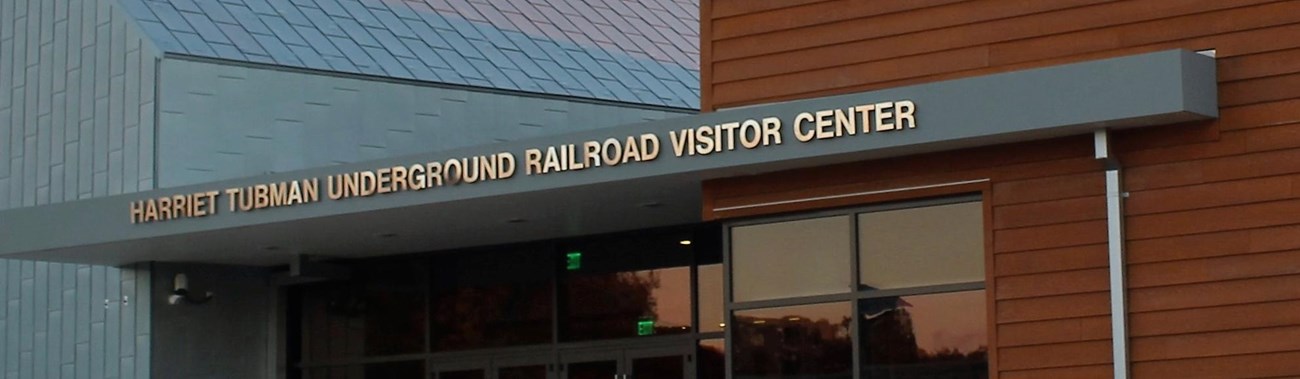 HARRIET TUBMAN UNDERGROUND RAILROAD VISITOR CENTER